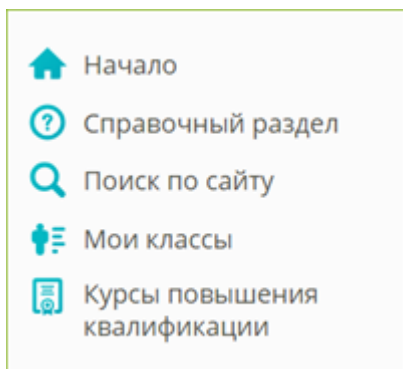 Начало
Справочный раздел
Поиск по сайту
Мои классы
Курсы повышения
квалификации